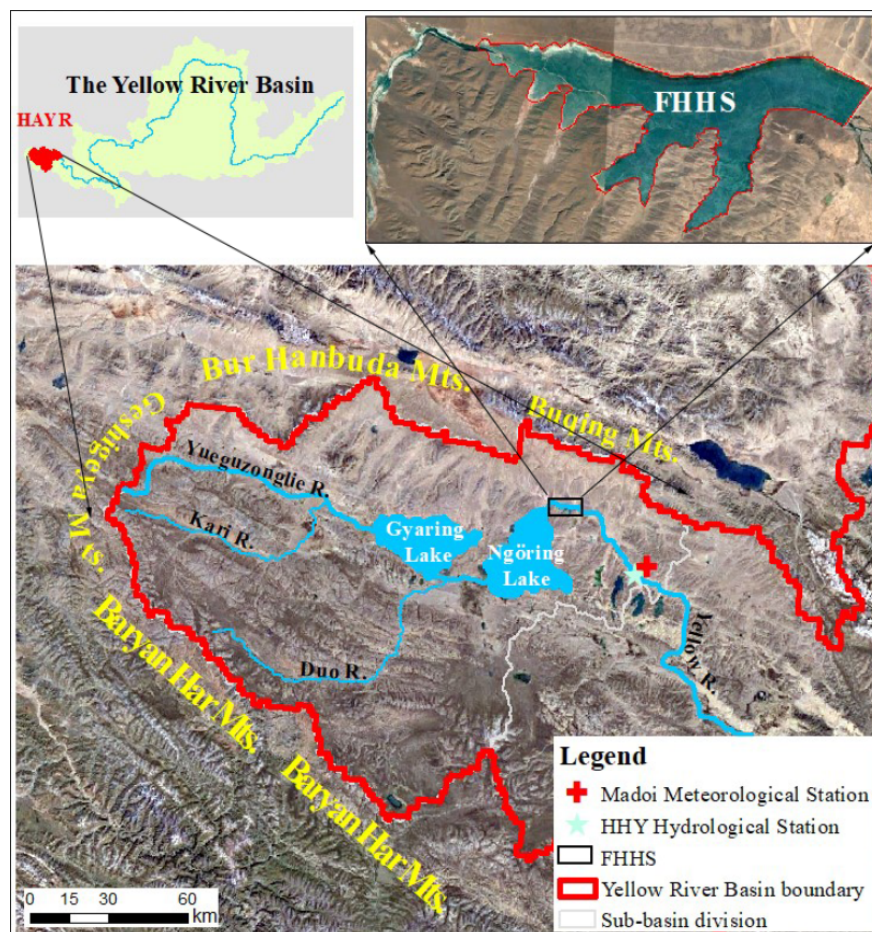 The Yellow River Basin
HAYR
FHHS
Bur Hanbuda Mts.
Buqing Mts.
Geshigeya Mts.
Yueguzonglie R.
Kari R.
Gyaring
Lake
Ngöring
Lake
Duo R.
Yellow R.
Baryan Har Mts.
Baryan Har Mts.
Legend
Madoi Meteorological Station
HHY Hydrological Station
FHHS
Yellow River Basin boundary
Sub-basin division
0 15 30 60
km